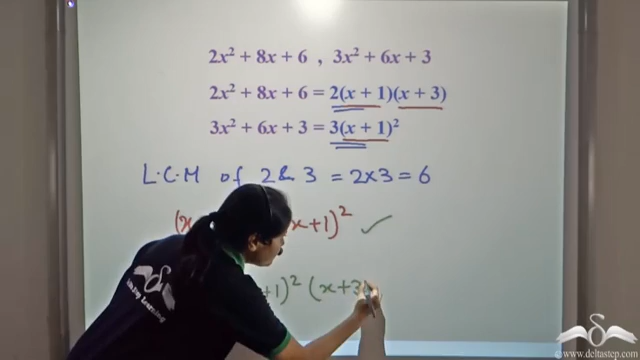 2x² + 8x + 6 , 3x² + 6x + 3
2x² + 8x + 6 = 2(x + 1)(x + 3)
3x² + 6x + 3 = 3(x + 1)²
L.C.M of 2 & 3 = 2×3 = 6
(x x+1)² ✓
+1)² (x+3)
© www.deltastep.com